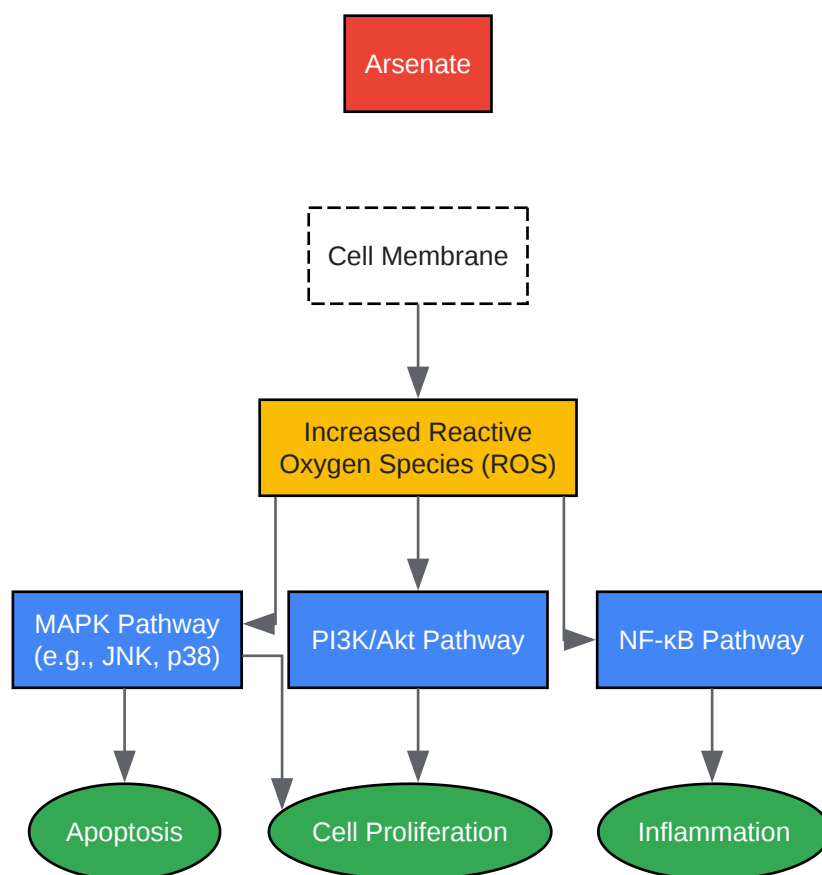 Arsenate
Cell Membrane
Increased Reactive
Oxygen Species (ROS)
MAPK Pathway
(e.g., JNK, p38)
PI3K/Akt Pathway
NF-κB Pathway
Apoptosis
Cell Proliferation
Inflammation